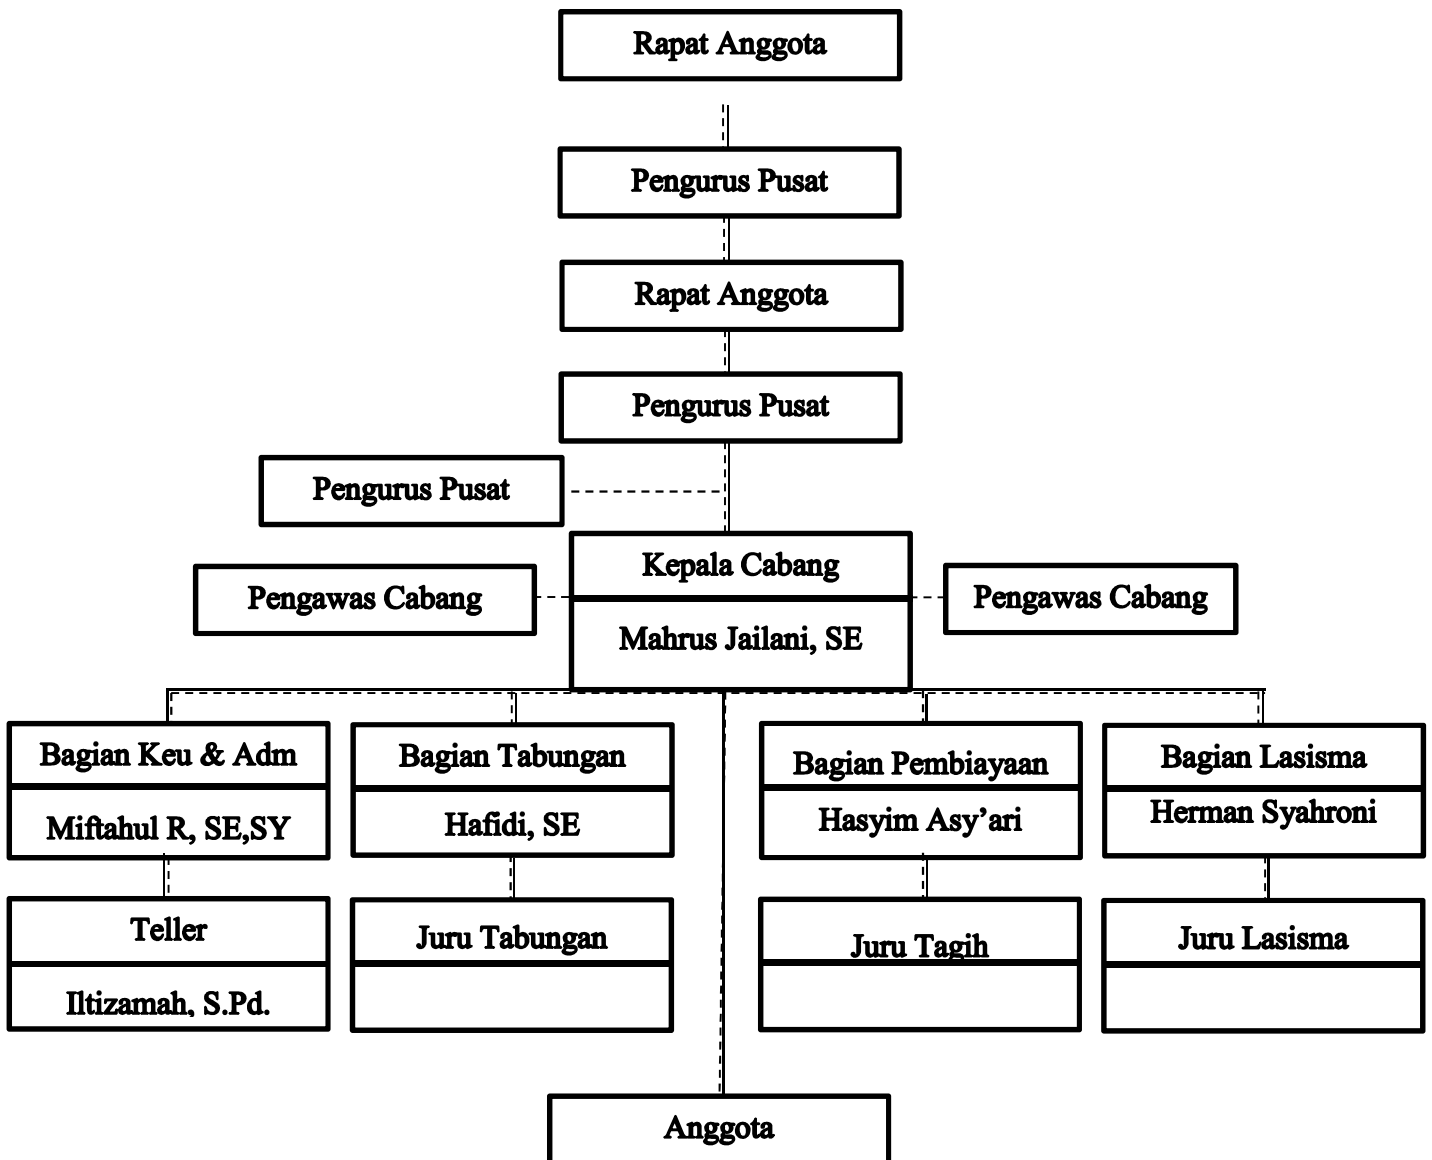 Rapat Anggota
Pengurus Pusat
Rapat Anggota
Pengurus Pusat
Pengurus Pusat
Kepala Cabang
Mahrus Jailani, SE
Pengawas Cabang
Pengawas Cabang
Bagian Keu & Adm
Miftahul R, SE,SY
Bagian Tabungan
Hafidi, SE
Bagian Pembiayaan
Hasyim Asy’ari
Bagian Lasisma
Herman Syahroni
Teller
Iltizamah, S.Pd.
Juru Tabungan
Juru Tagih
Juru Lasisma
Anggota